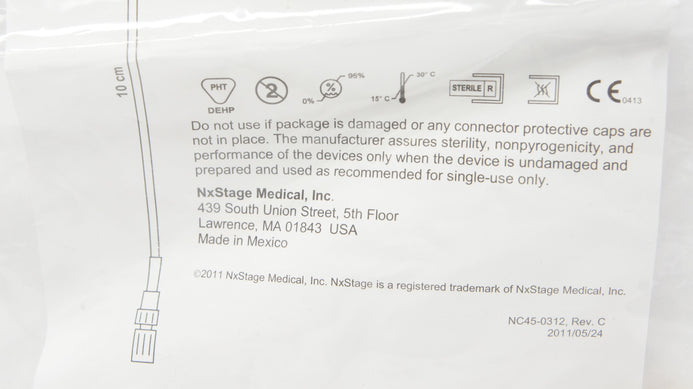 10 cm
PHT
DEHP
2
%
0%
95%
15° C
30° C
STERILE R
CE 0413
Do not use if package is damaged or any connector protective caps are
not in place. The manufacturer assures sterility, nonpyrogenicity, and
performance of the devices only when the device is undamaged and
prepared and used as recommended for single-use only.
NxStage Medical, Inc.
439 South Union Street, 5th Floor
Lawrence, MA 01843 USA
Made in Mexico
©2011 NxStage Medical, Inc. NxStage is a registered trademark of NxStage Medical, Inc.
NC45-0312, Rev. C
2011/05/24